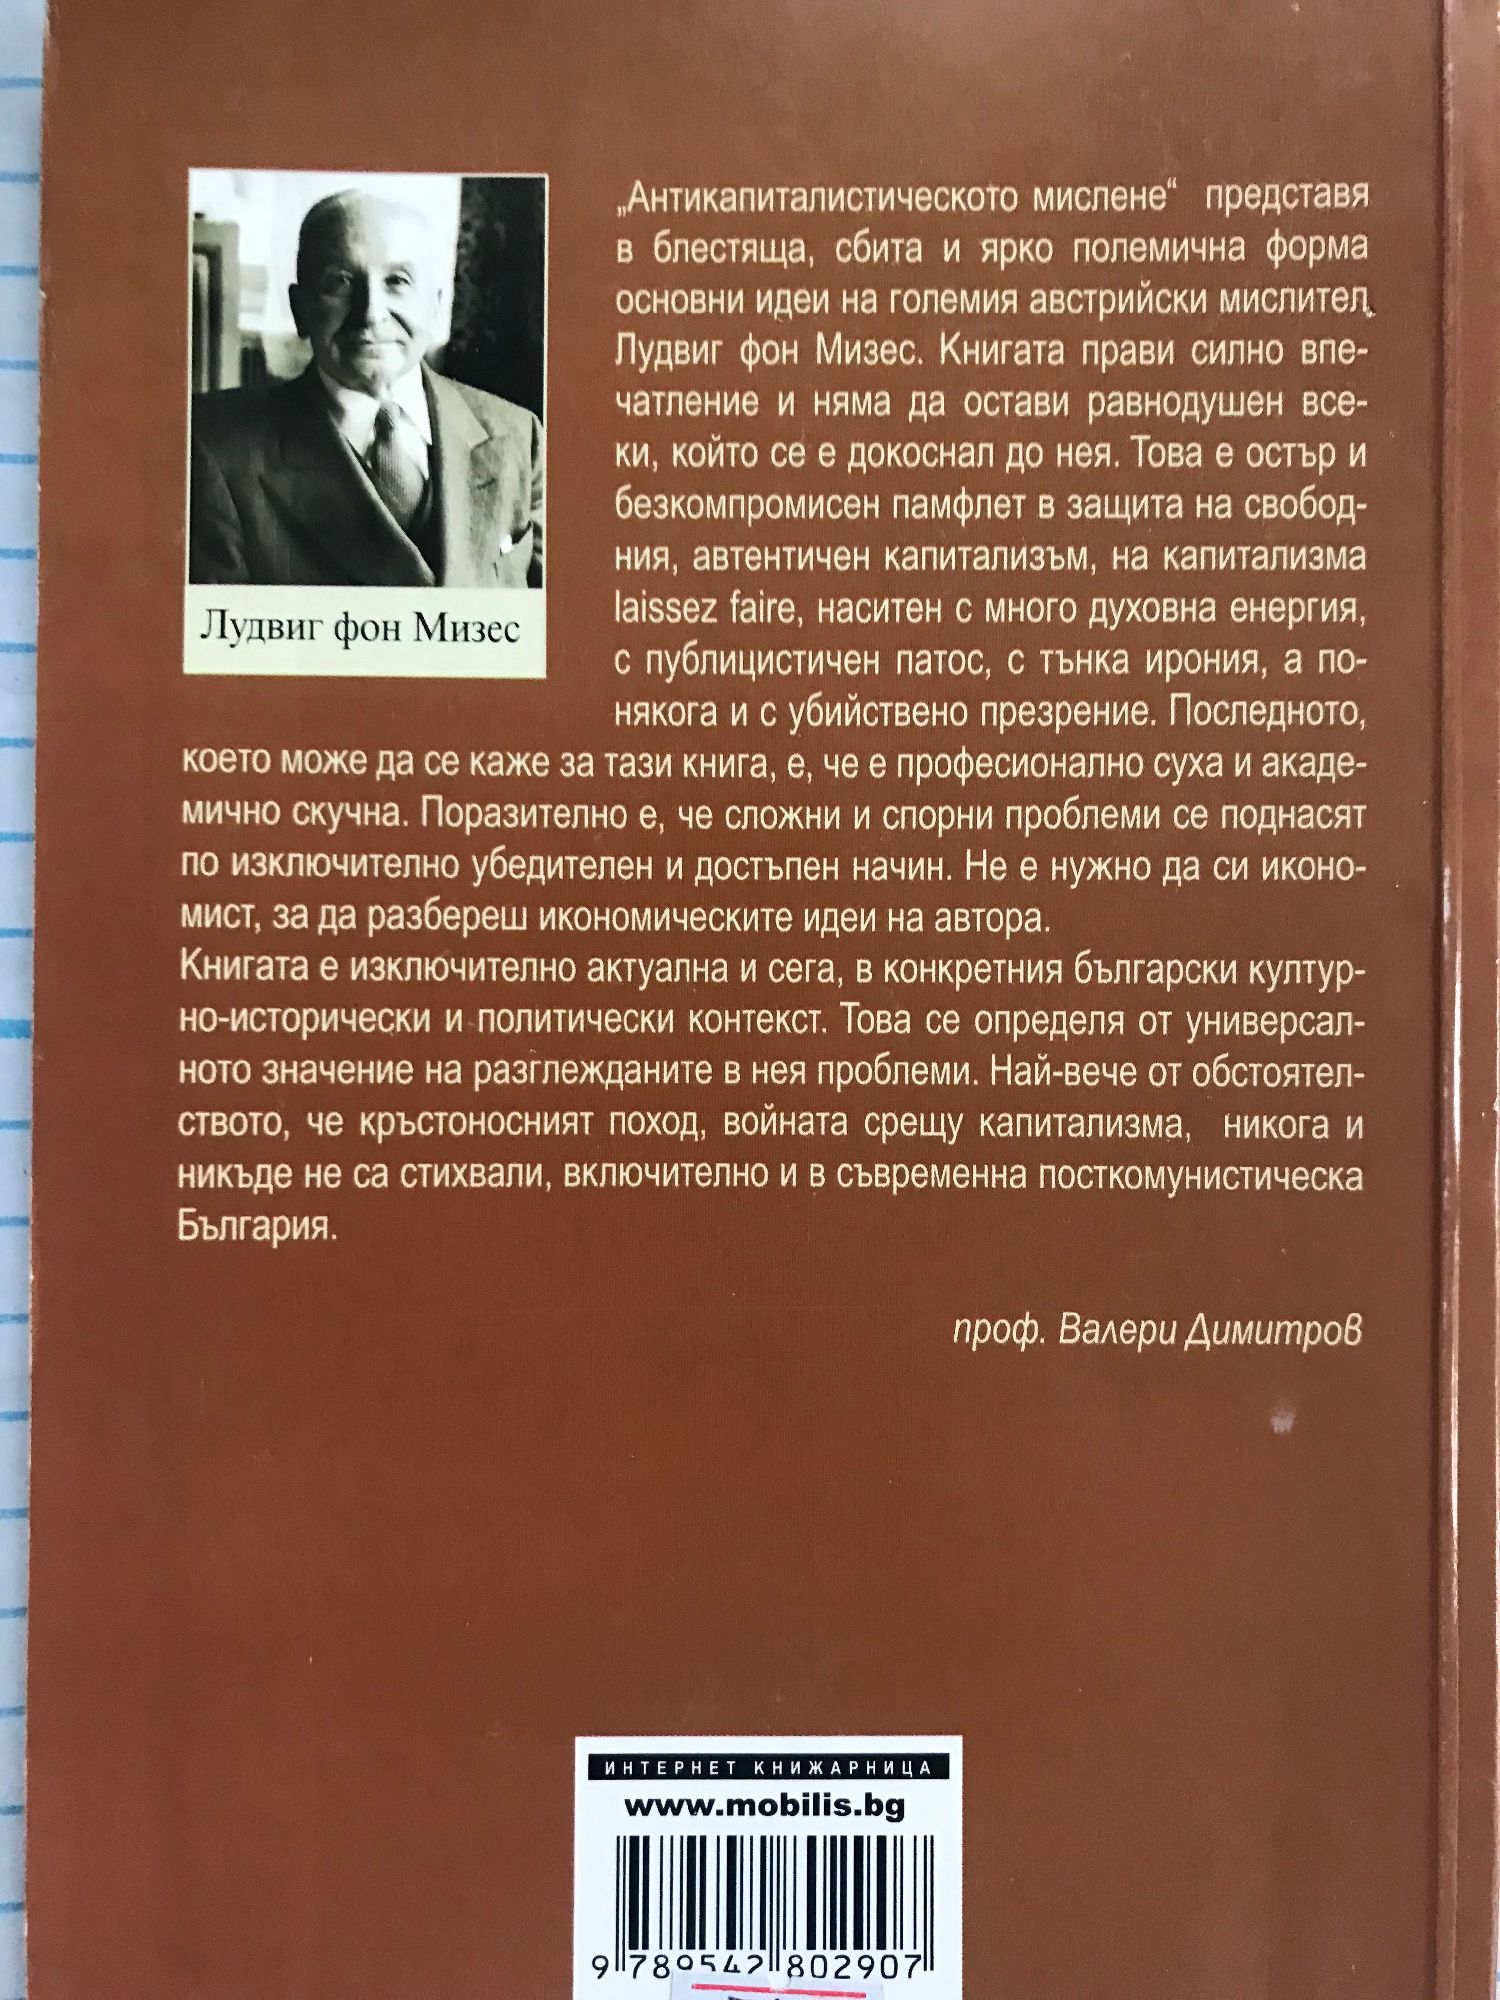 „Антикапиталистическото мислене“ представя
в блестяща, сбита и ярко полемична форма
основни идеи на големия австрийски мислител
Лудвиг фон Мизес. Книгата прави силно впе-
чатление и няма да остави равнодушен все-
ки, който се е докоснал до нея. Това е остър и
безкомпромисен памфлет в защита на свобод-
ния, автентичен капитализъм, на капитализма
laissez faire, наситен с много духовна енергия,
с публицистичен патос, с тънка ирония, а по-
някога и с убийствено презрение. Последното,
което може да се каже за тази книга, е, че е професионално суха и акаде-
мично скучна. Поразително е, че сложни и спорни проблеми се поднасят
по изключително убедителен и достъпен начин. Не е нужно да си иконо-
мист, за да разбереш икономическите идеи на автора.
Книгата е изключително актуална и сега, в конкретния български култур-
но-исторически и политически контекст. Това се определя от универсал-
ното значение на разглежданите в нея проблеми. Най-вече от обстоятел-
ството, че кръстоносният поход, войната срещу капитализма, никога и
никъде не са стихвали, включително и в съвременна посткомунистическа
България.
проф. Валери Димитров
Лудвиг фон Мизес
ИНТЕРНЕТ КНИЖАРНИЦА
www.mobilis.bg
9 789542 802907